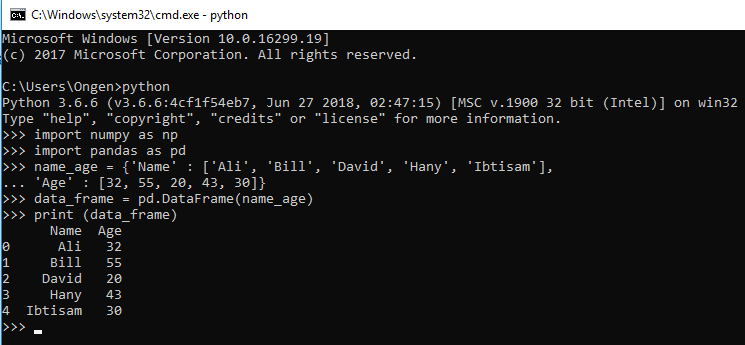 C:\Windows\system32\cmd.exe - python
Microsoft Windows [Version 10.0.16299.19]
(c) 2017 Microsoft Corporation. All rights reserved.
C:\Users\Ongen>python
Python 3.6.6 (v3.6.6:4cf1f54eb7, Jun 27 2018, 02:47:15) [MSC v.1900 32 bit (Intel)] on win32
Type "help", "copyright", "credits" or "license" for more information.
>>> import numpy as np
>>> import pandas as pd
>>> name_age = {'Name' : ['Ali', 'Bill', 'David', 'Hany', 'Ibtisam'],
... 'Age' : [32, 55, 20, 43, 30]}
>>> data_frame = pd.DataFrame(name_age)
>>> print (data_frame)
      Name  Age
0      Ali   32
1     Bill   55
2    David   20
3     Hany   43
4  Ibtisam   30
>>>